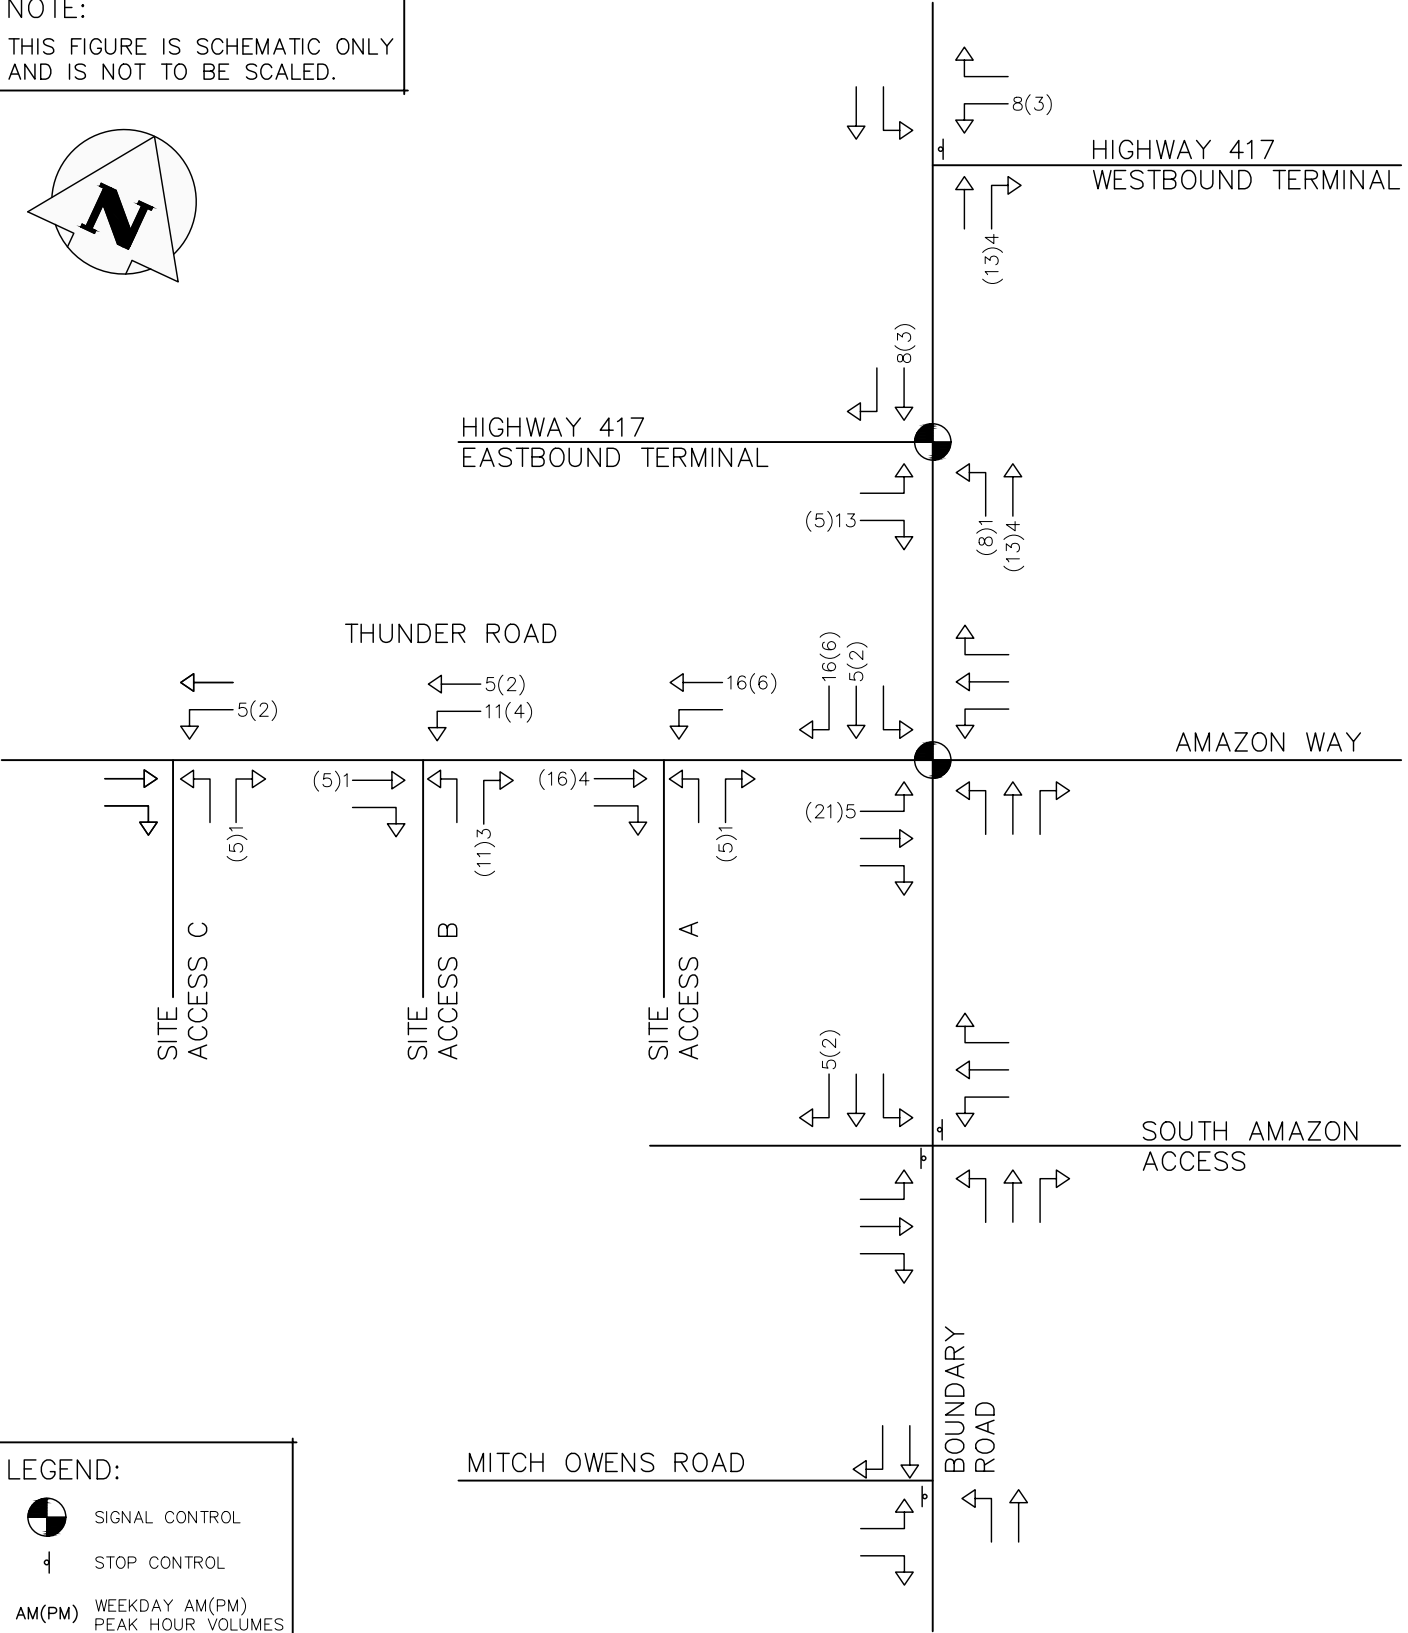 NOTE:
THIS FIGURE IS SCHEMATIC ONLY
AND IS NOT TO BE SCALED.
N
8(3)
HIGHWAY 417
WESTBOUND TERMINAL
(13)4
8(3)
HIGHWAY 417
EASTBOUND TERMINAL
(5)13
(8)1
(13)4
THUNDER ROAD
16(6)
5(2)
5(2)
5(2)
11(4)
16(6)
AMAZON WAY
(5)1
(16)4
(21)5
(5)1
(11)3
(5)1
SITE
ACCESS C
SITE
ACCESS B
SITE
ACCESS A
5(2)
SOUTH AMAZON
ACCESS
BOUNDARY
ROAD
MITCH OWENS ROAD
LEGEND:
SIGNAL CONTROL
STOP CONTROL
AM(PM)
WEEKDAY AM(PM)
PEAK HOUR VOLUMES